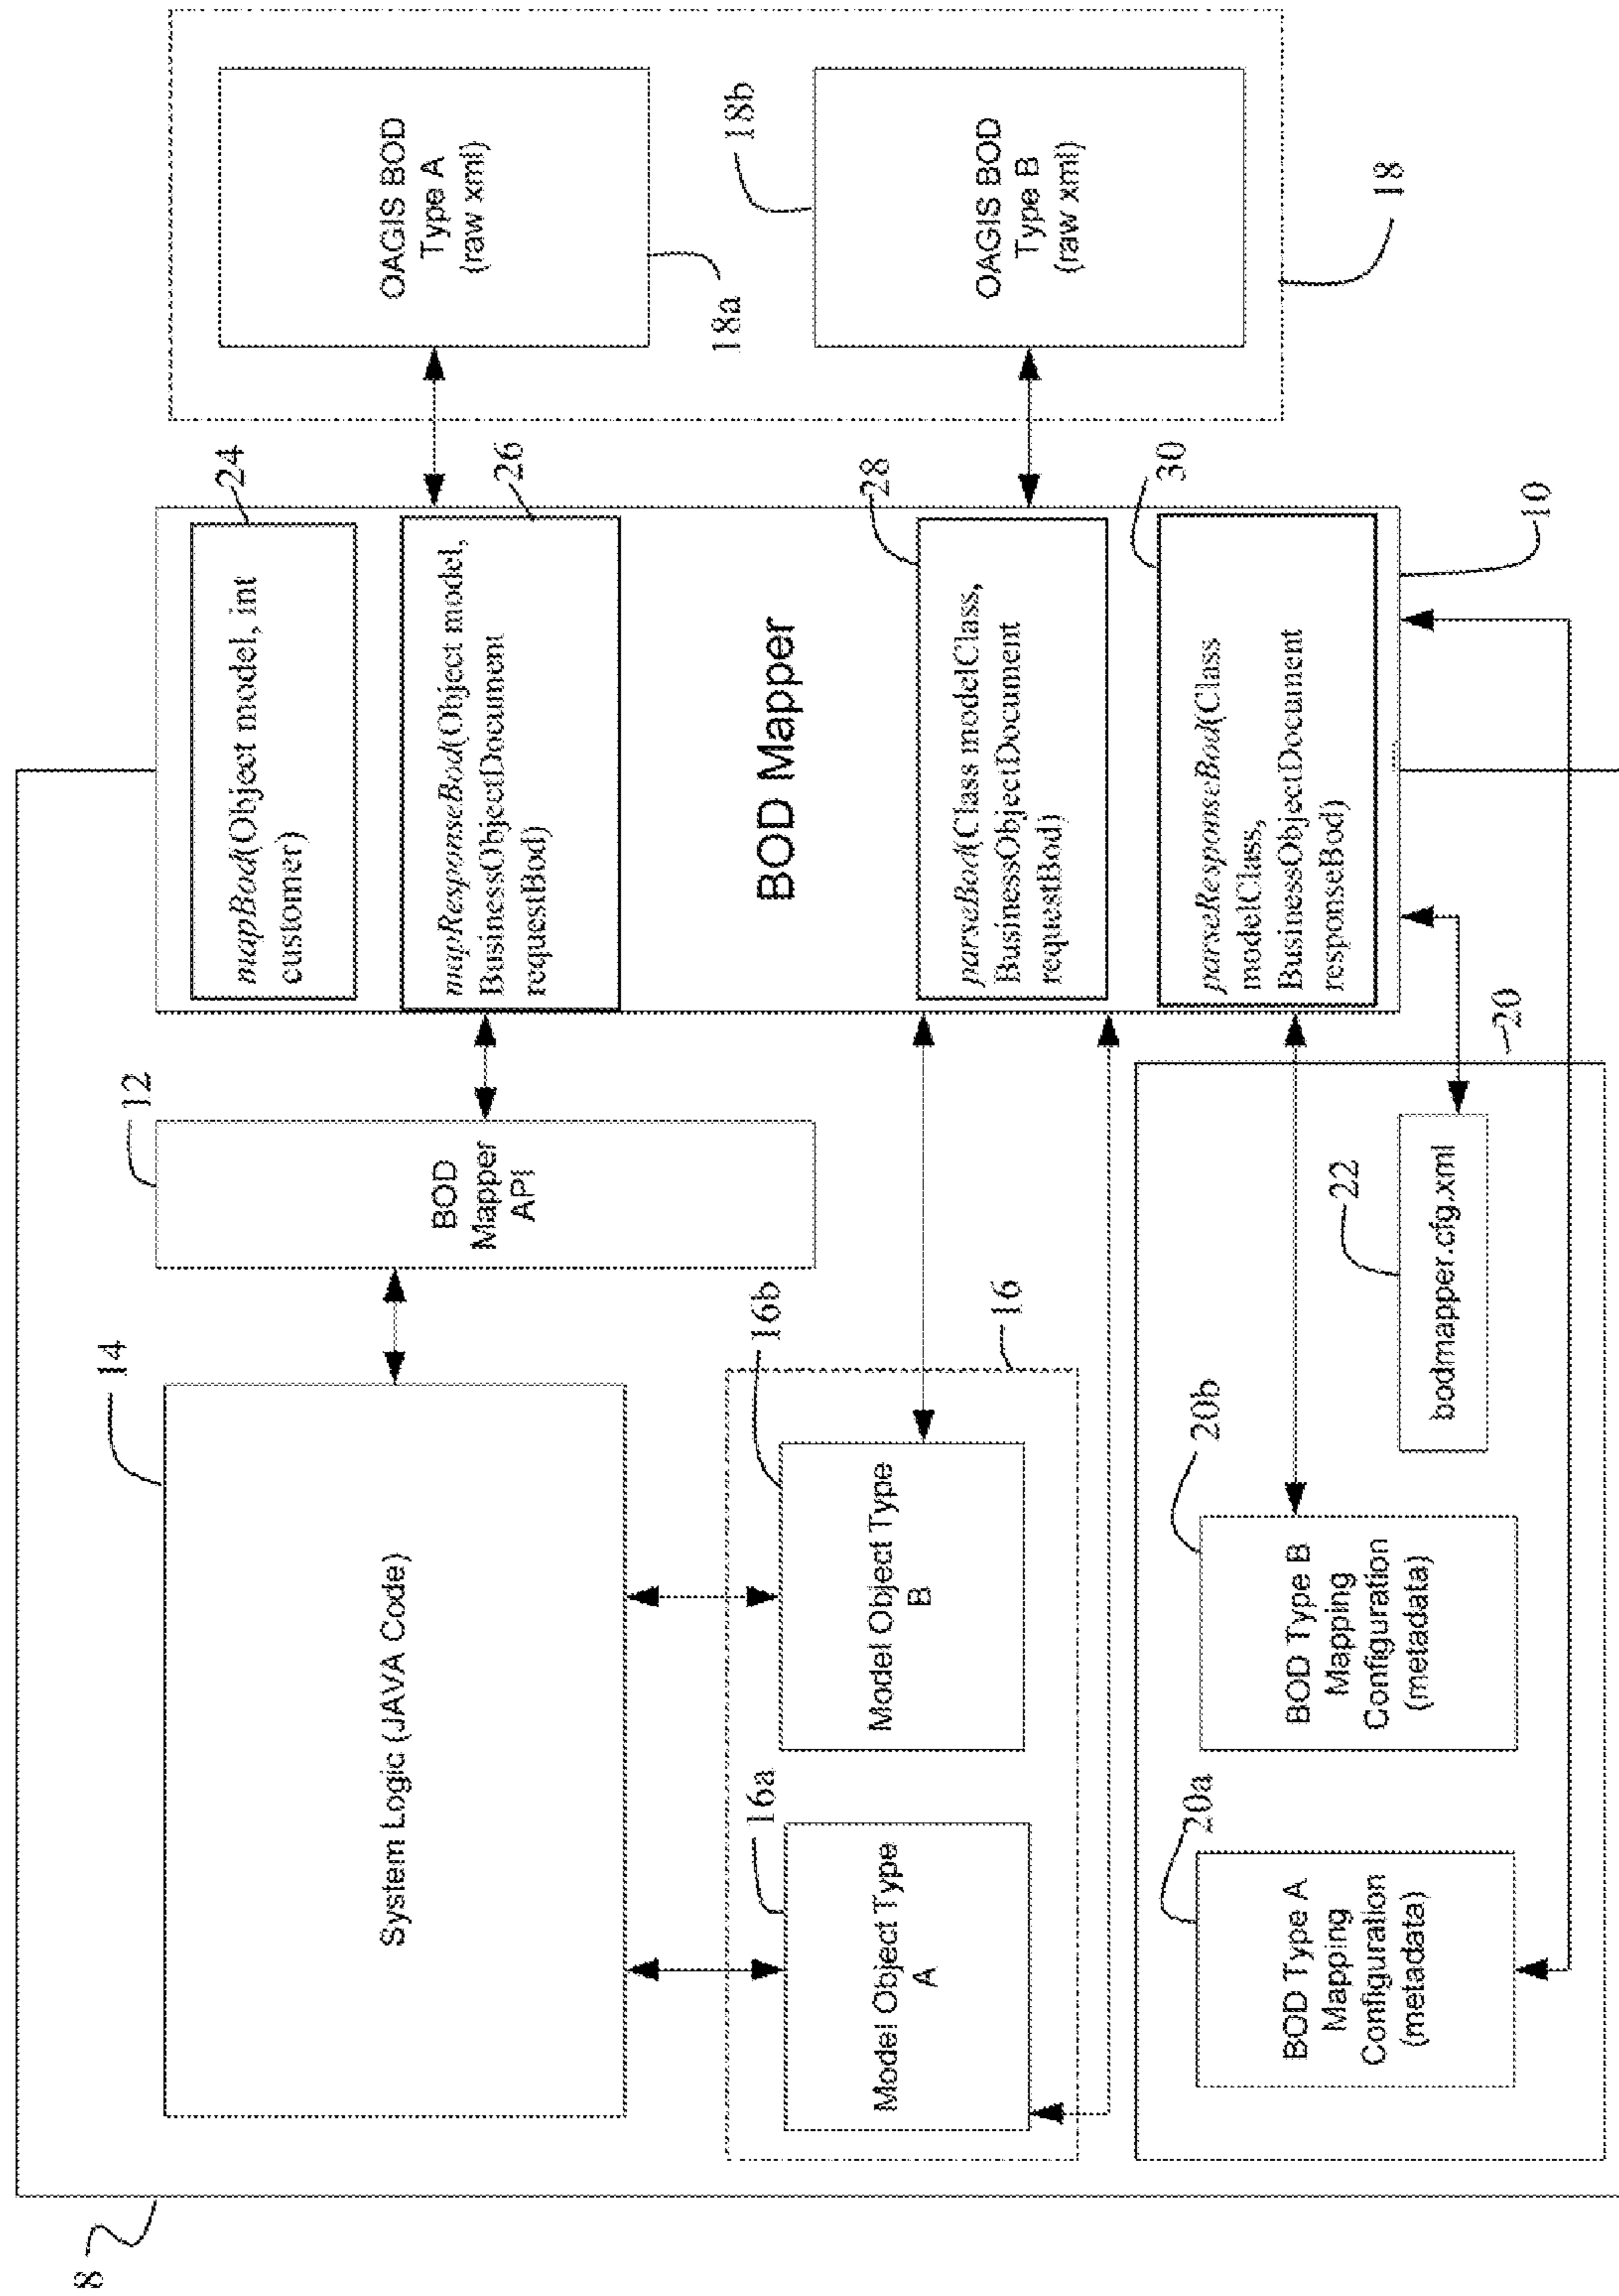 8
14
System Logic (JAVA Code)
12
BOD
Mapper
API
24
mapBod(Object model, int
customer)
26
mapResponseBod(Object model,
BusinessObjectDocument
requestBod)
BOD Mapper
28
parseBod(Class modelClass,
BusinessObjectDocument
requestBod)
30
parseResponseBod(Class
modelClass,
BusinessObjectDocument
responseBod)
10
OAGIS BOD
Type A
(raw xml)
18a
18b
OAGIS BOD
Type B
(raw xml)
18
16a
Model Object Type
A
16b
Model Object Type
B
16
20a
BOD Type A
Mapping
Configuration
(metadata)
20b
BOD Type B
Mapping
Configuration
(metadata)
22
bodmapper.cfg.xml
20